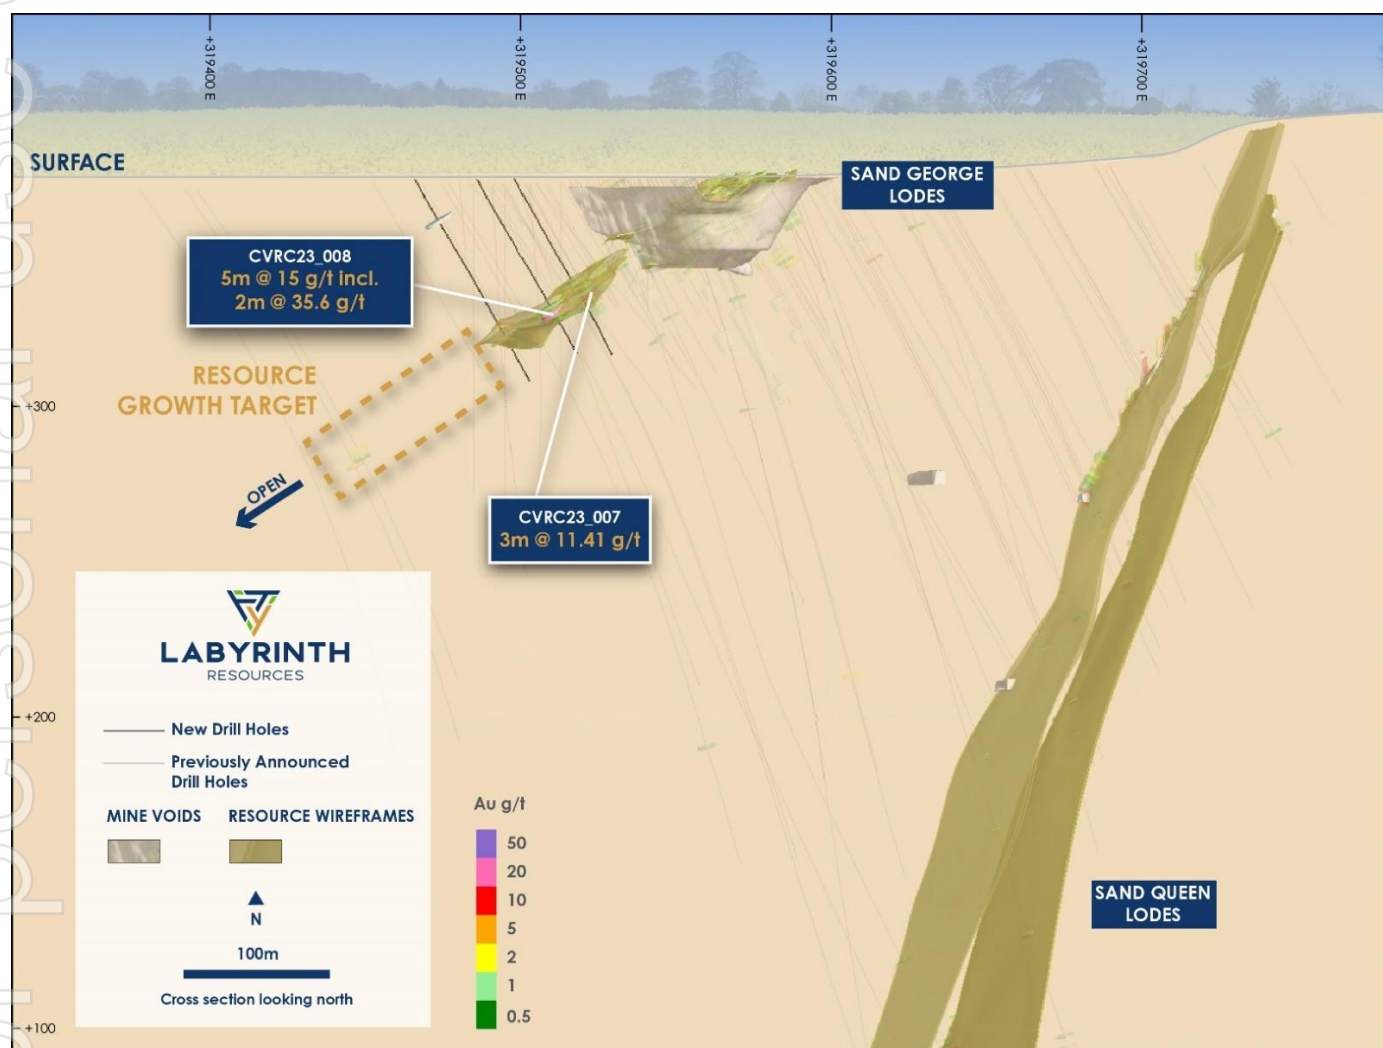 +319400 E
+319500 E
+319600 E
+319700 E
SURFACE
SAND GEORGE
LODES
CVRC23_008
5m @ 15 g/t incl.
2m @ 35.6 g/t
RESOURCE
GROWTH TARGET
+300
OPEN
CVRC23_007
3m @ 11.41 g/t
LABYRINTH
RESOURCES
+200
New Drill Holes
Previously Announced
Drill Holes
MINE VOIDS
RESOURCE WIREFRAMES
N
100m
Cross section looking north
+100
Au g/t
50
20
10
5
2
1
0.5
SAND QUEEN
LODES